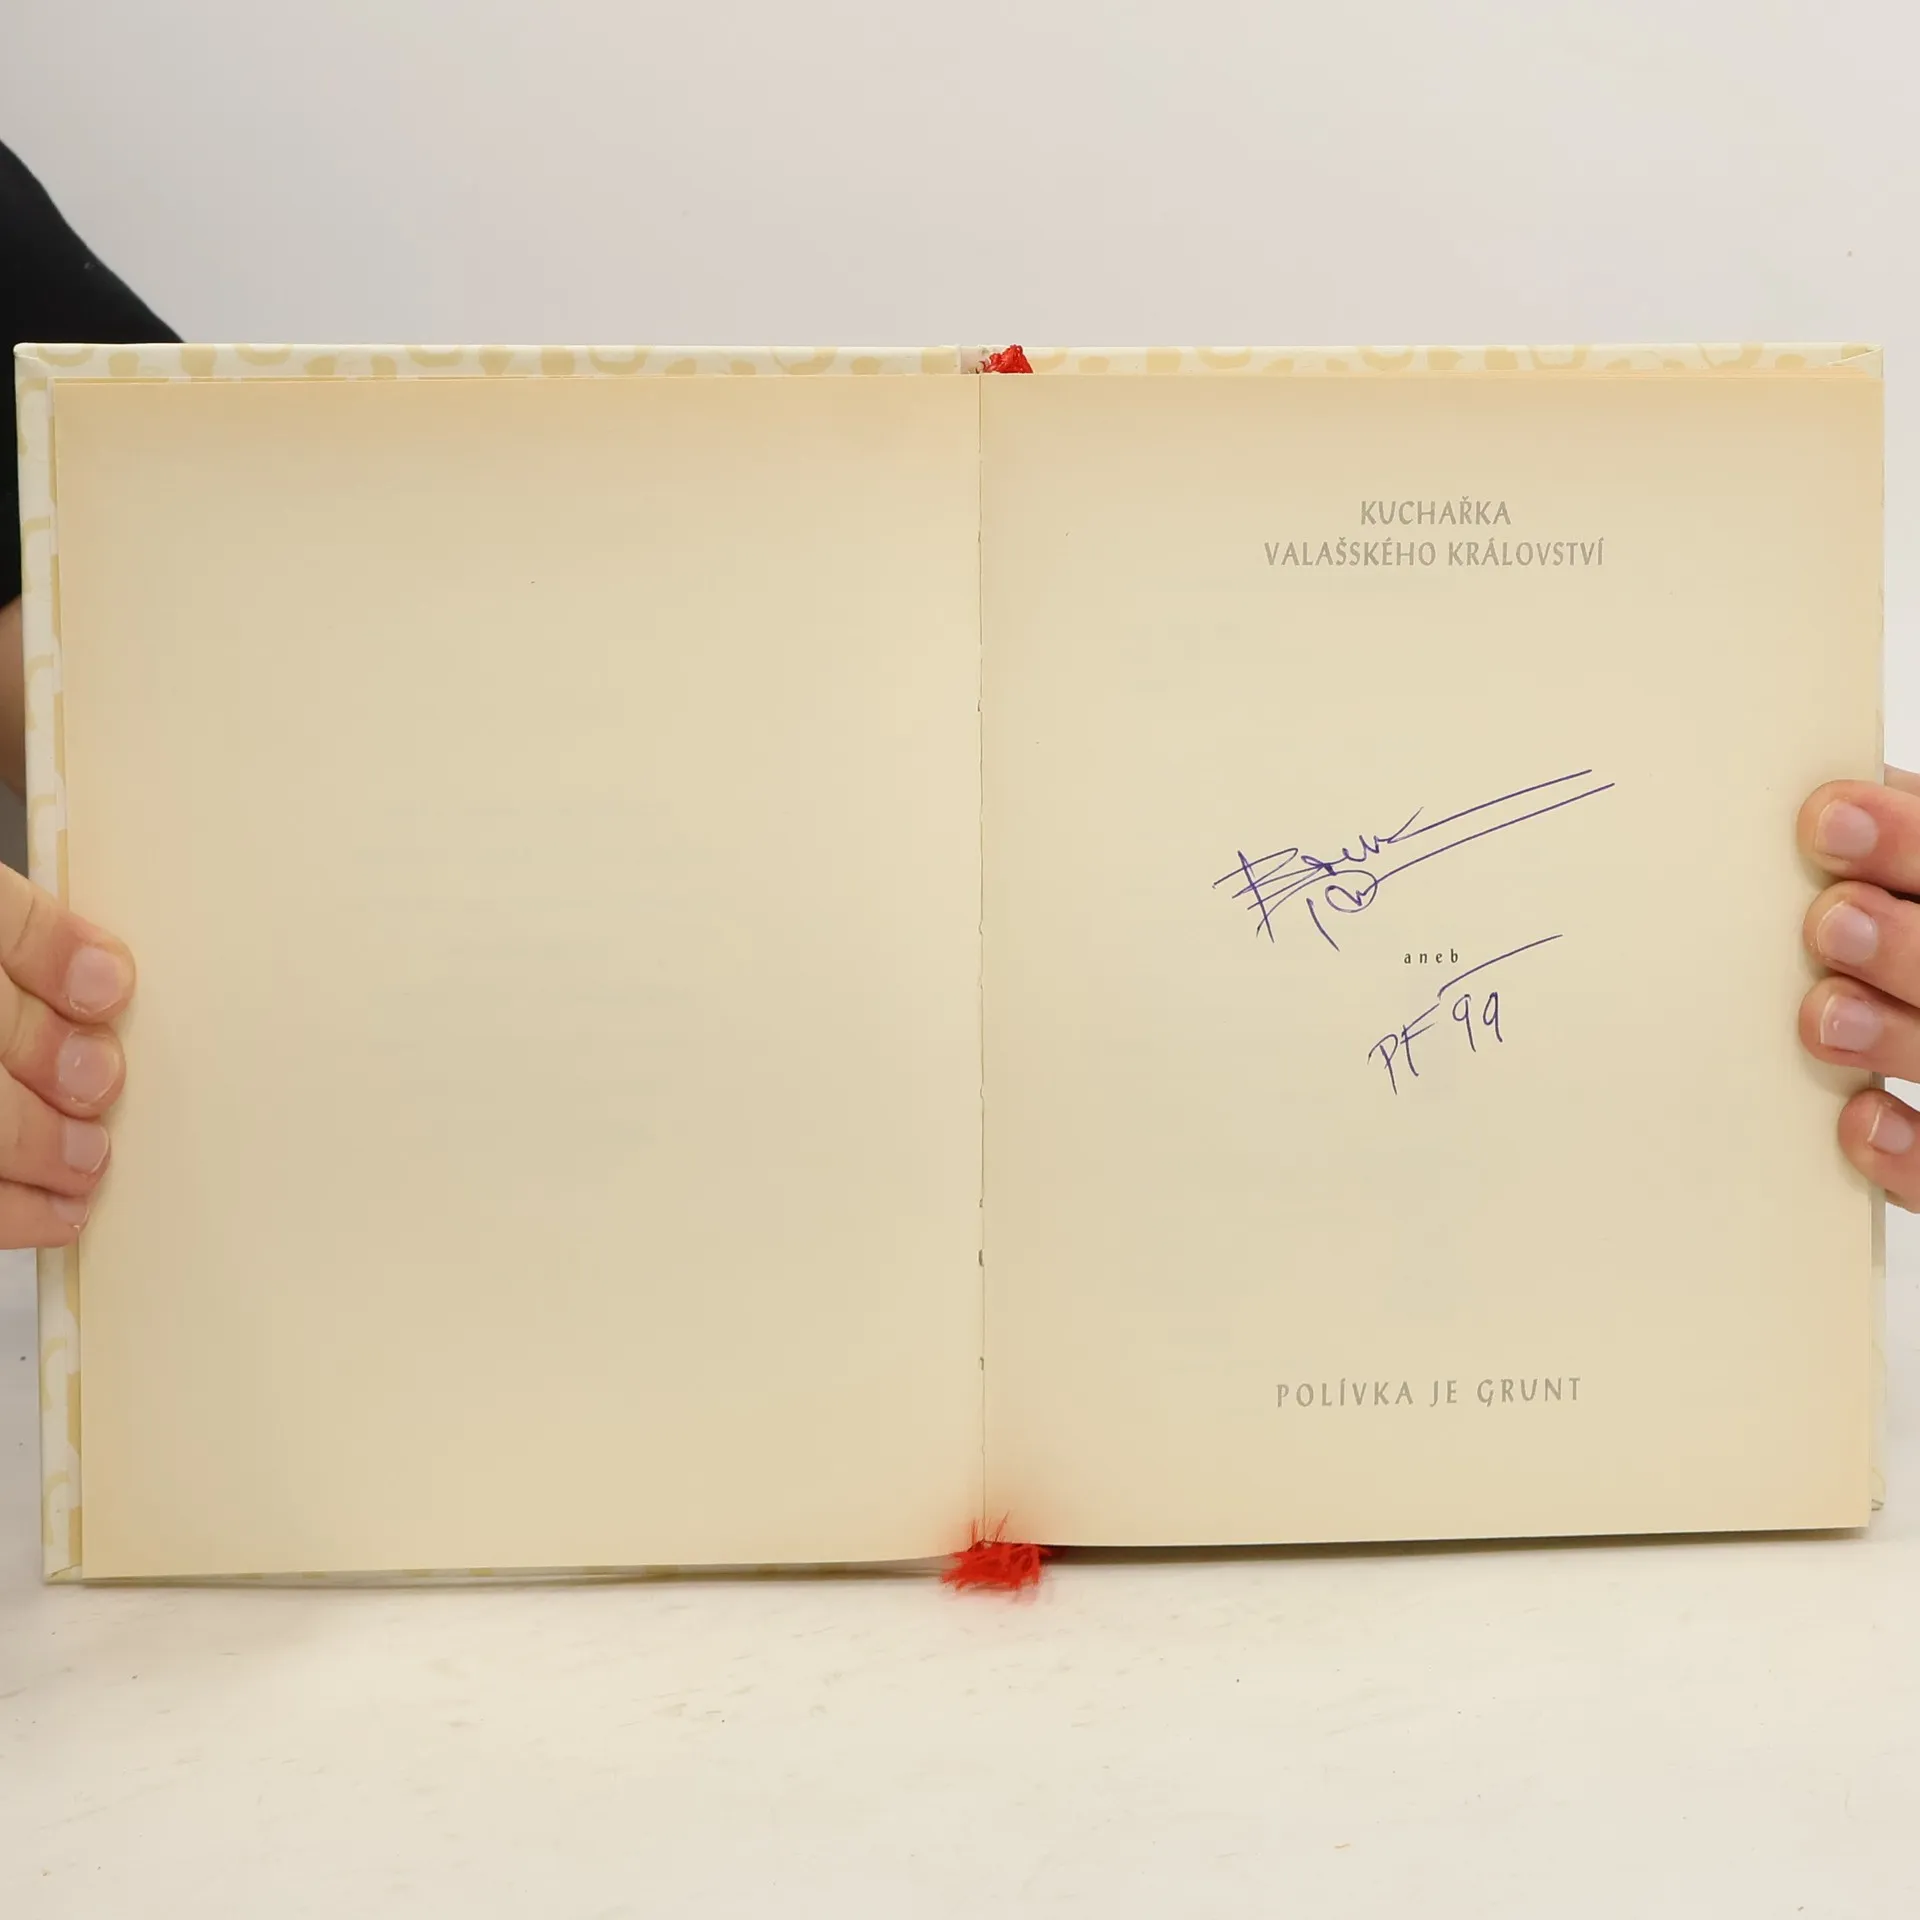 KUCHAŘKA
VALAŠSKÉHO KRÁLOVSTVÍ
aneb
PF 99
POLÍVKA JE GRUNT